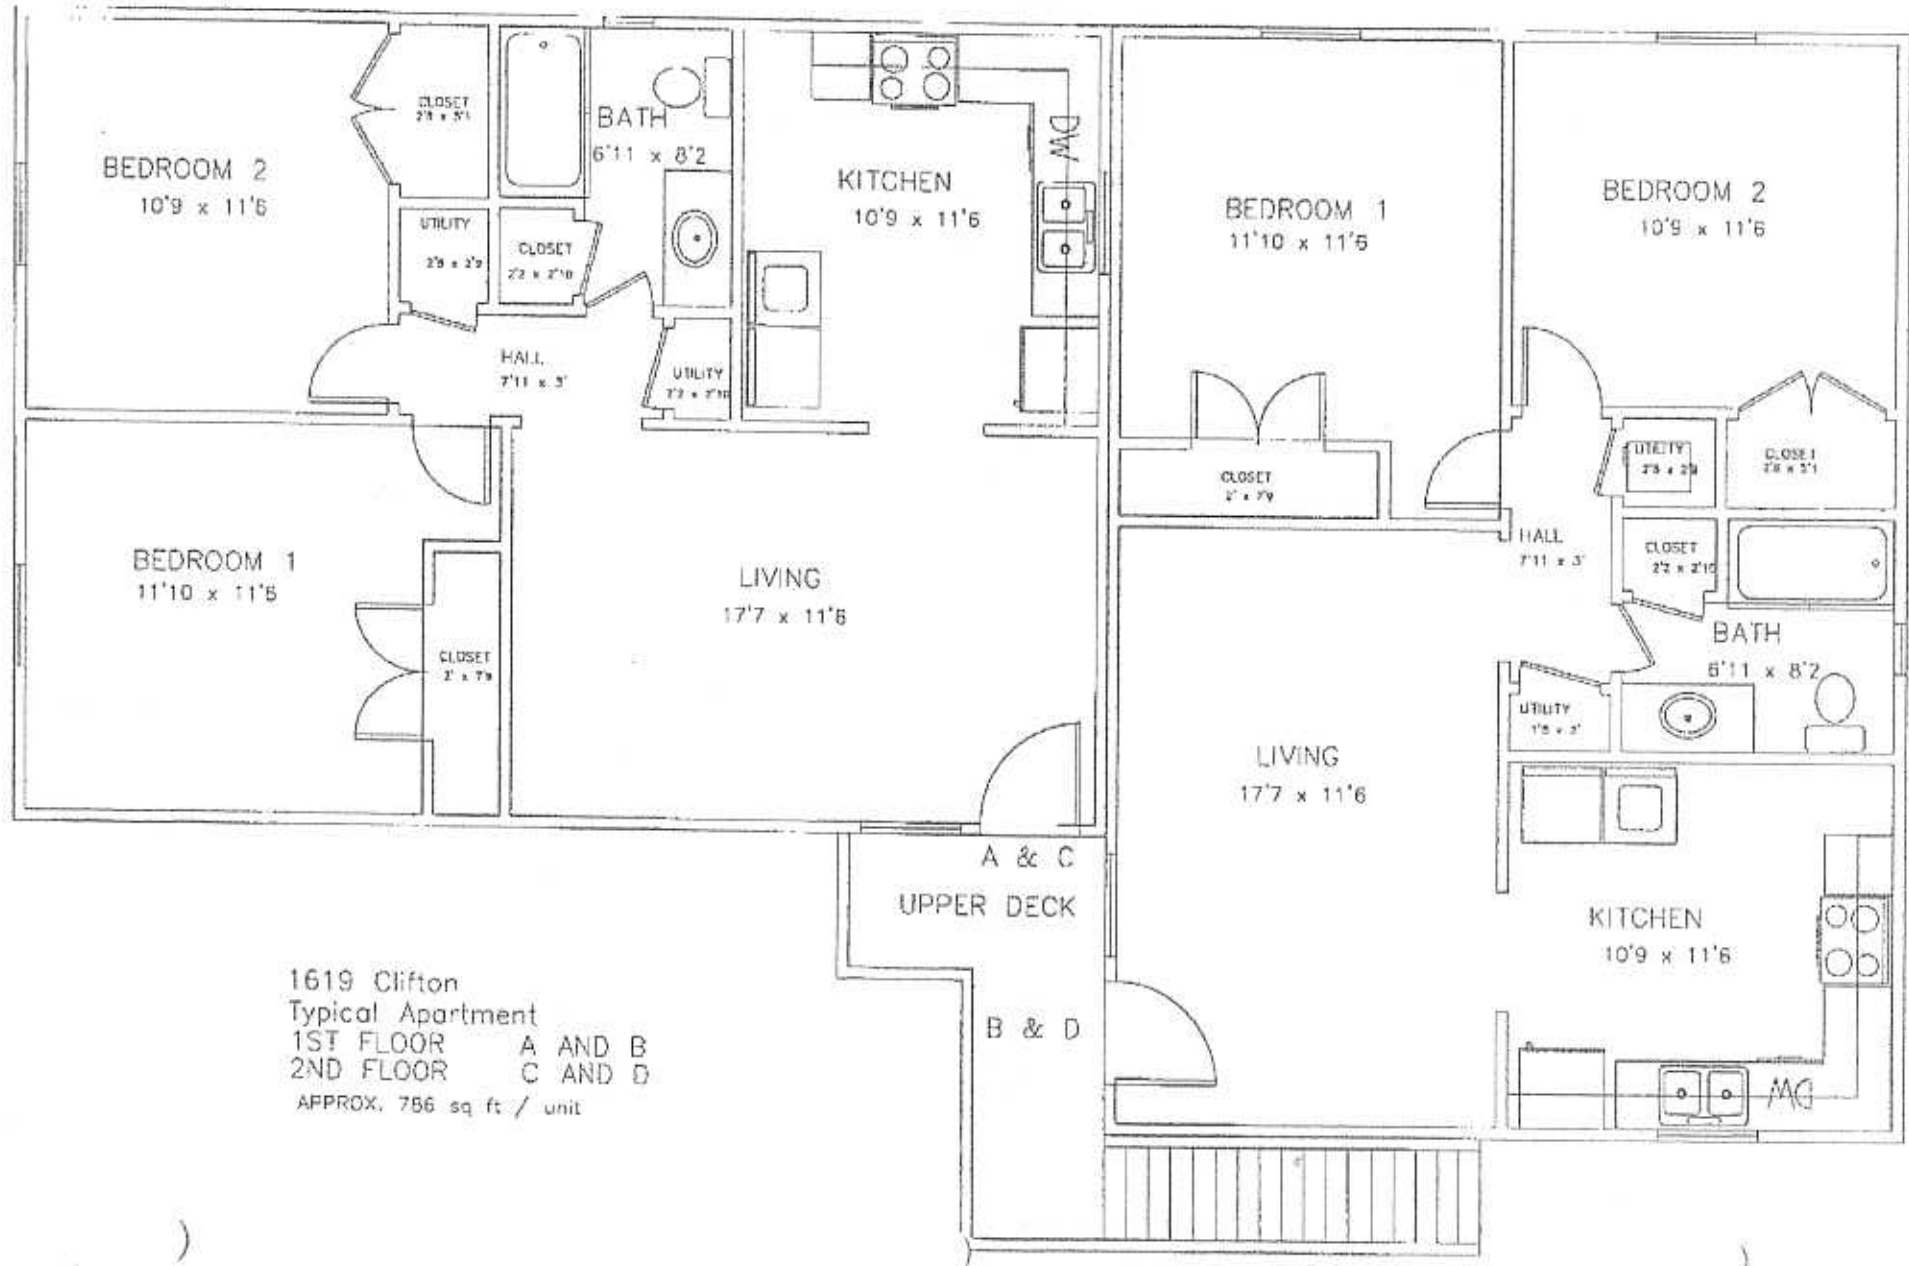 BEDROOM 2
10'9 x 11'6
CLOSET
2'8 x 5'1
BATH
6'11 x 8'2
UTILITY
2'8 x 2'9
CLOSET
2'2 x 2'10
HALL
7'11 x 3'
UTILITY
2'2 x 2'10
KITCHEN
10'9 x 11'6
DW
BEDROOM 1
11'10 x 11'6
CLOSET
2' x 7'9
LIVING
17'7 x 11'6
BEDROOM 1
11'10 x 11'6
CLOSET
2' x 7'9
BEDROOM 2
10'9 x 11'6
UTILITY
2'8 x 2'9
CLOSET
2'8 x 5'1
HALL
7'11 x 3'
CLOSET
2'2 x 2'10
BATH
6'11 x 8'2
UTILITY
LIVING
17'7 x 11'6
KITCHEN
10'9 x 11'6
DW
A & C
UPPER DECK
B & D
1619 Clifton
Typical Apartment
1ST FLOOR A AND B
2ND FLOOR C AND D
APPROX. 786 sq ft / unit